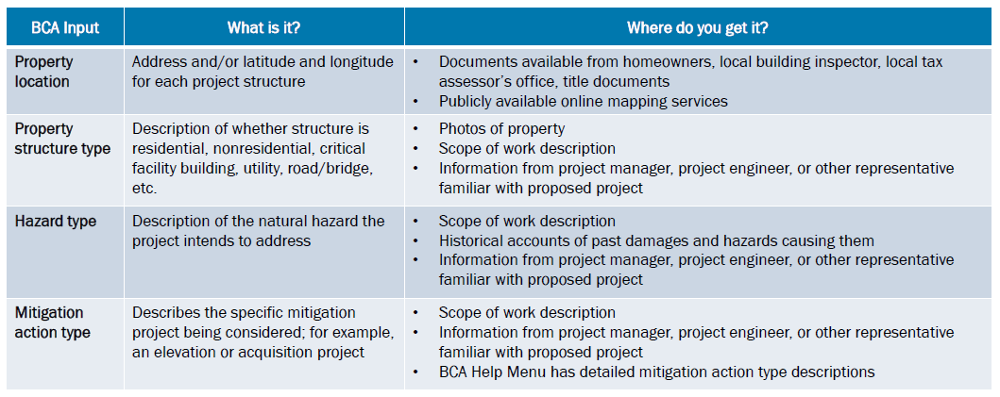 BCA Input
What is it?
Where do you get it?
Property
location
Address and/or latitude and longitude
for each project structure
• Documents available from homeowners, local building inspector, local tax
assessor's office, title documents
• Publicly available online mapping services
Property
structure type
Description of whether structure is
residential, nonresidential, critical
facility building, utility, road/bridge,
etc.
• Photos of property
• Scope of work description
• Information from project manager, project engineer, or other representative
familiar with proposed project
Hazard type
Description of the natural hazard the
project intends to address
• Scope of work description
• Historical accounts of past damages and hazards causing them
• Information from project manager, project engineer, or other representative
familiar with proposed project
Mitigation
action type
Describes the specific mitigation
project being considered; for example,
an elevation or acquisition project
• Scope of work description
• Information from project manager, project engineer, or other representative
familiar with proposed project
• BCA Help Menu has detailed mitigation action type descriptions